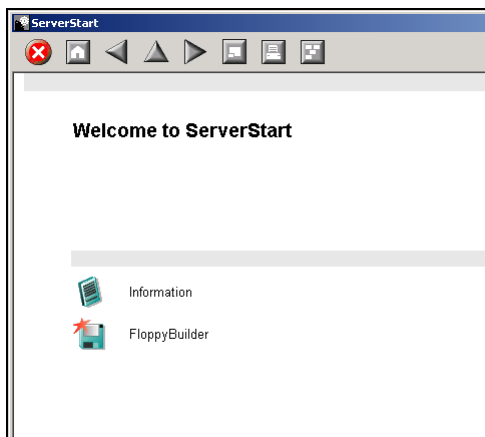 ServerStart
Welcome to ServerStart
Information
FloppyBuilder